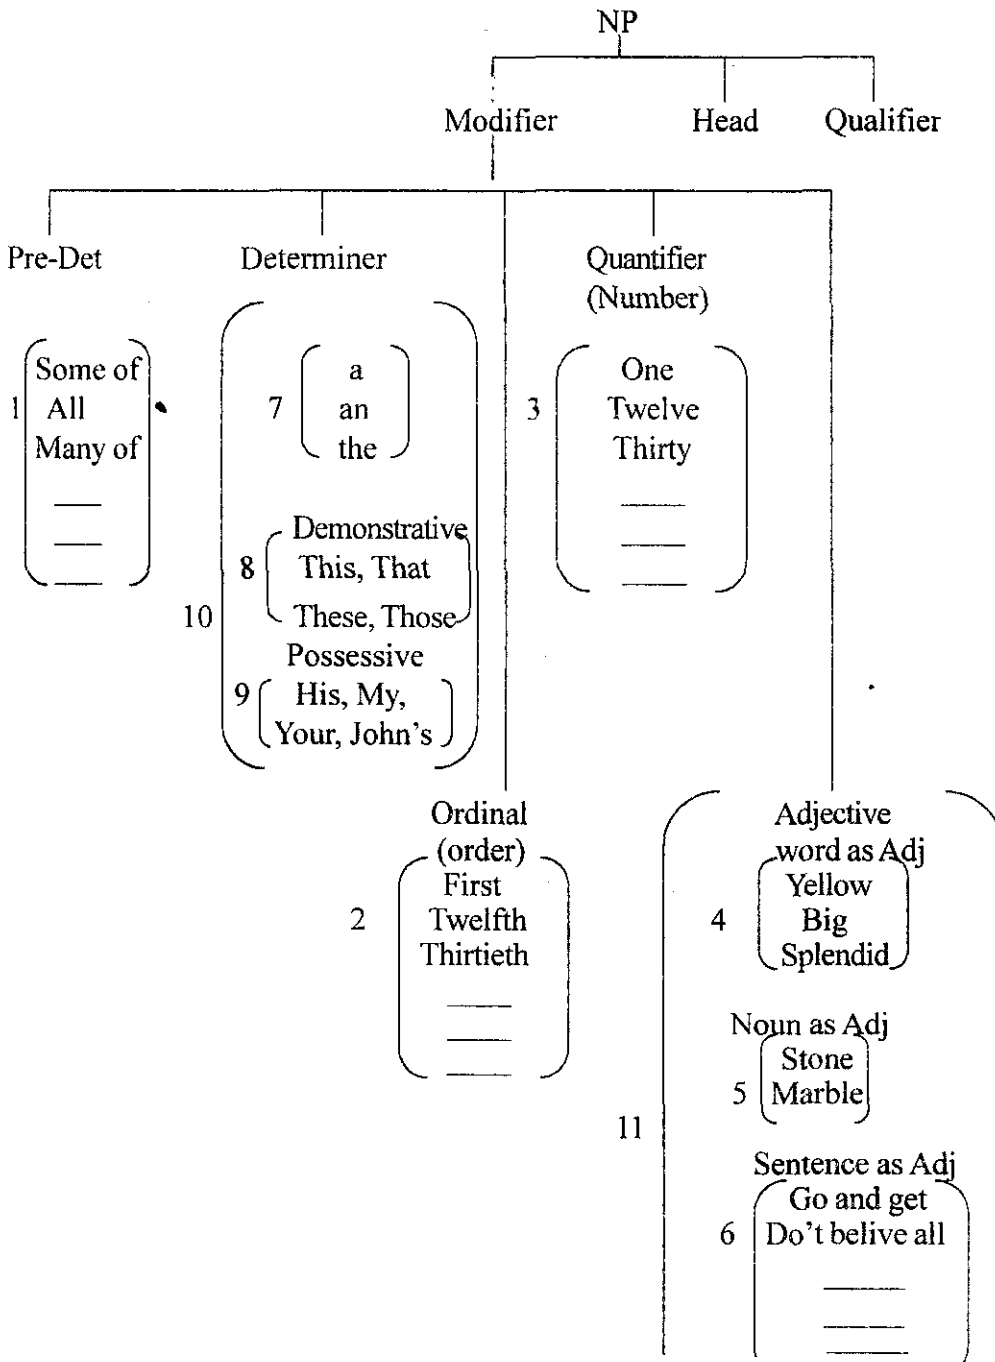 NP
Modifier Head Qualifier
Pre-Det Determiner Quantifier
(Number)
1 Some of
All
Many of
7 a
an
the
3 One
Twelve
Thirty
Demonstrative
8 This, That
These, Those
10
Possessive
9 His, My,
Your, John's
Ordinal
(order)
2 First
Twelfth
Thirtieth
Adjective
word as Adj
4 Yellow
Big
Splendid
Noun as Adj
5 Stone
Marble
11
Sentence as Adj
6 Go and get
Do't belive all